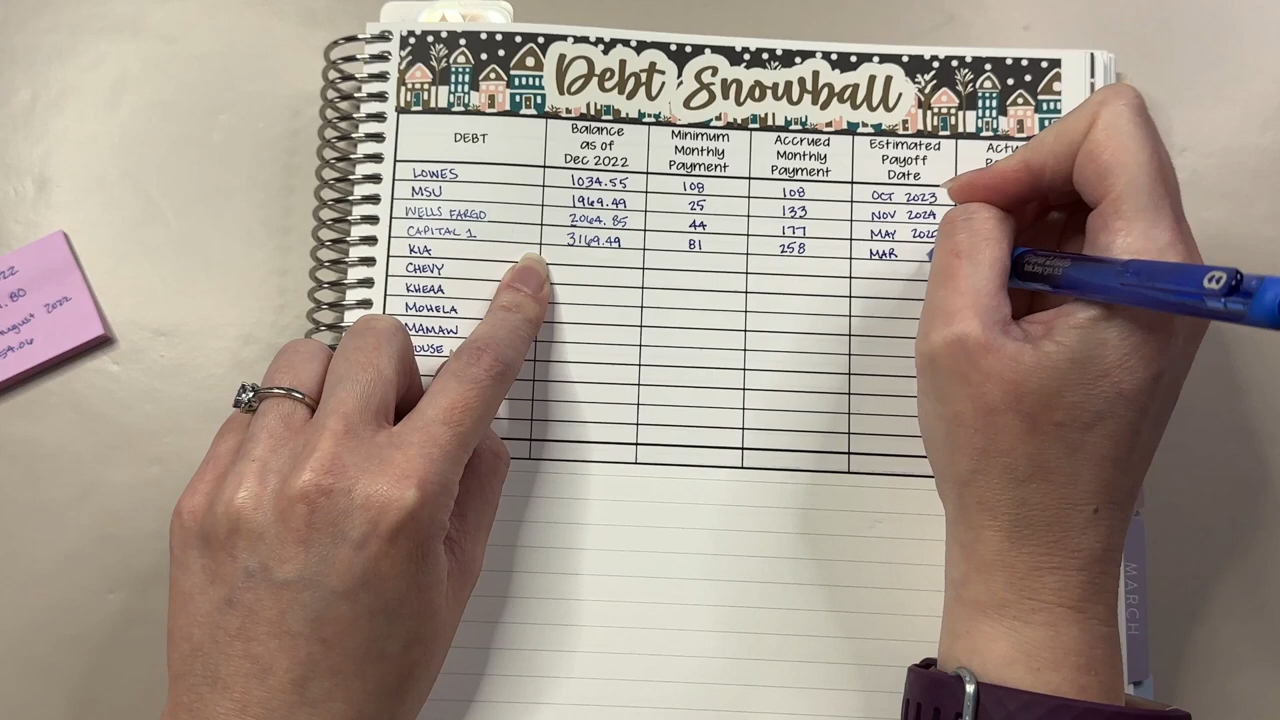 Debt Snowball
DEBT Balance as of Dec 2022 Minimum Monthly Payment Accrued Monthly Payment Estimated Payoff Date
LOWES 1034.55 108 108 OCT 2023
MSU 1969.49 25 133 NOV 2024
WELLS FARGO 2064.85 44 177 MAY
CAPITAL 1 3169.49 81 258 MAR
KIA
CHEVY
KHEAA
MOHELA
MAMAW
August 2022
MARCH